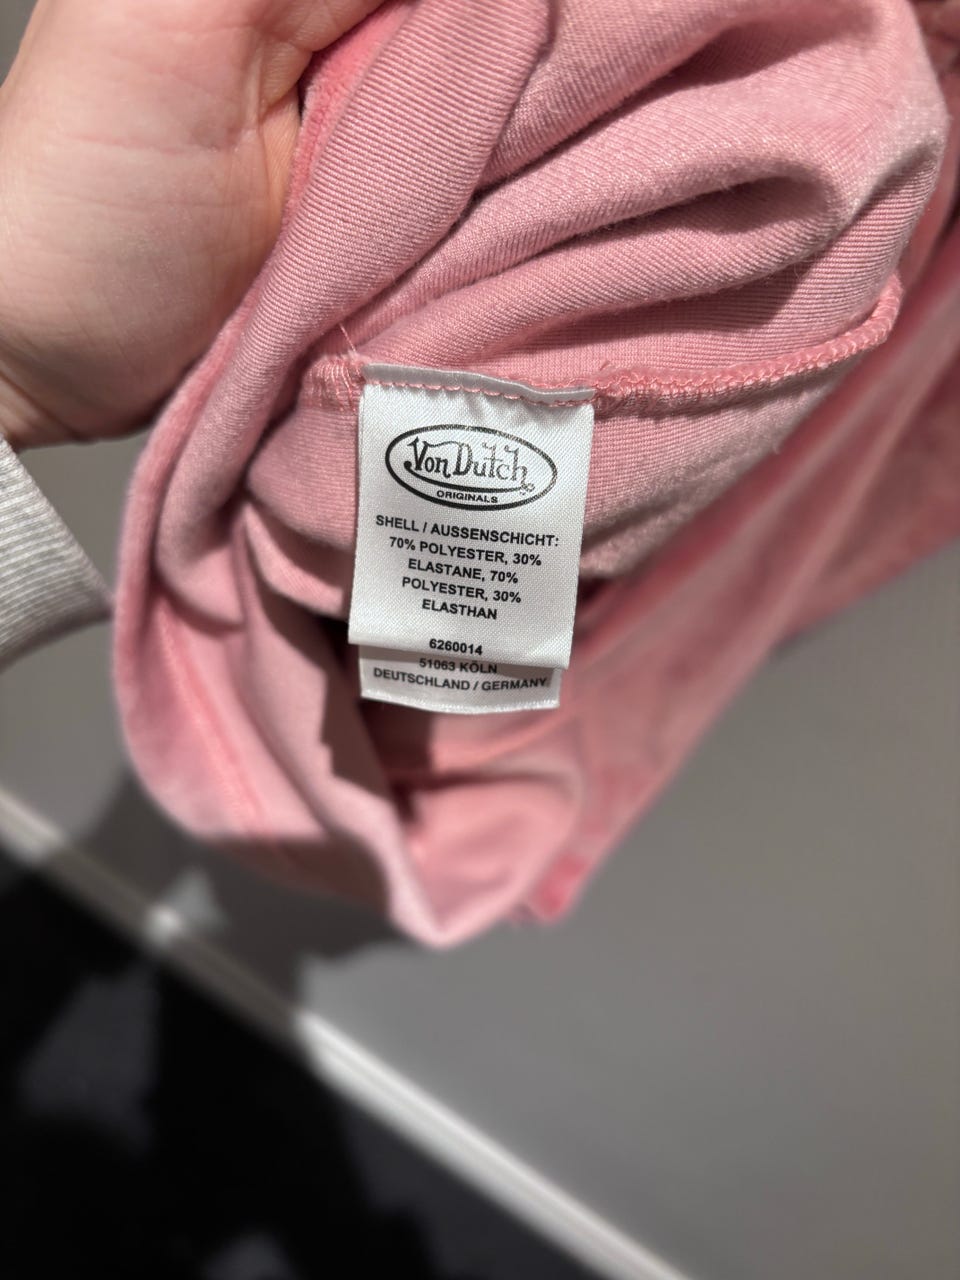 Von Dutch
ORIGINALS
SHELL / AUSSENSCHICHT:
70% POLYESTER, 30%
ELASTANE, 70%
POLYESTER, 30%
ELASTHAN
6260014
51063 KÖLN
DEUTSCHLAND / GERMANY